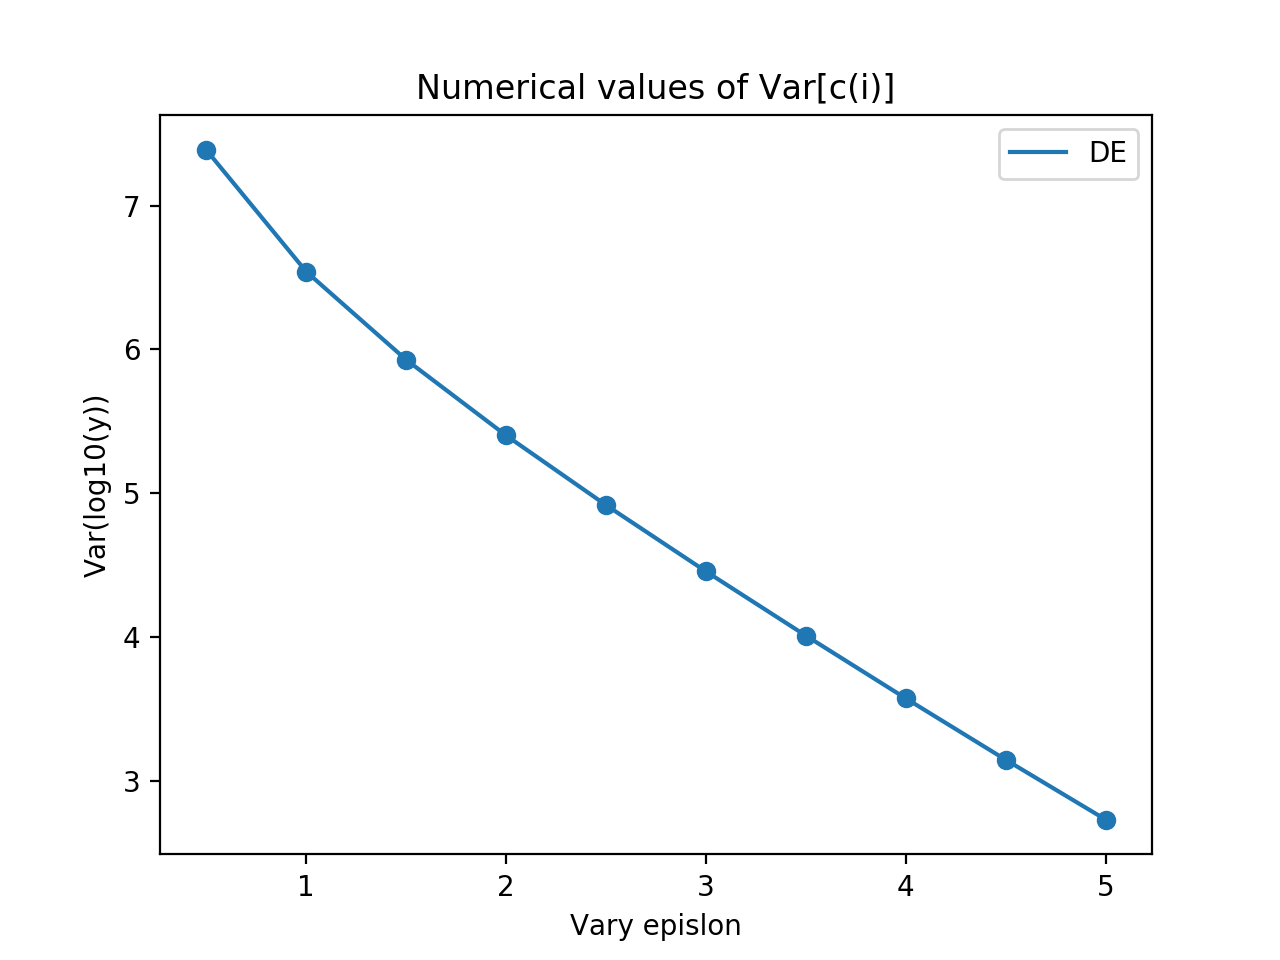 Numerical values of Var[c(i)]
DE
Var(log10(y))
7
6
5
4
3
1 2 3 4 5
Vary epislon